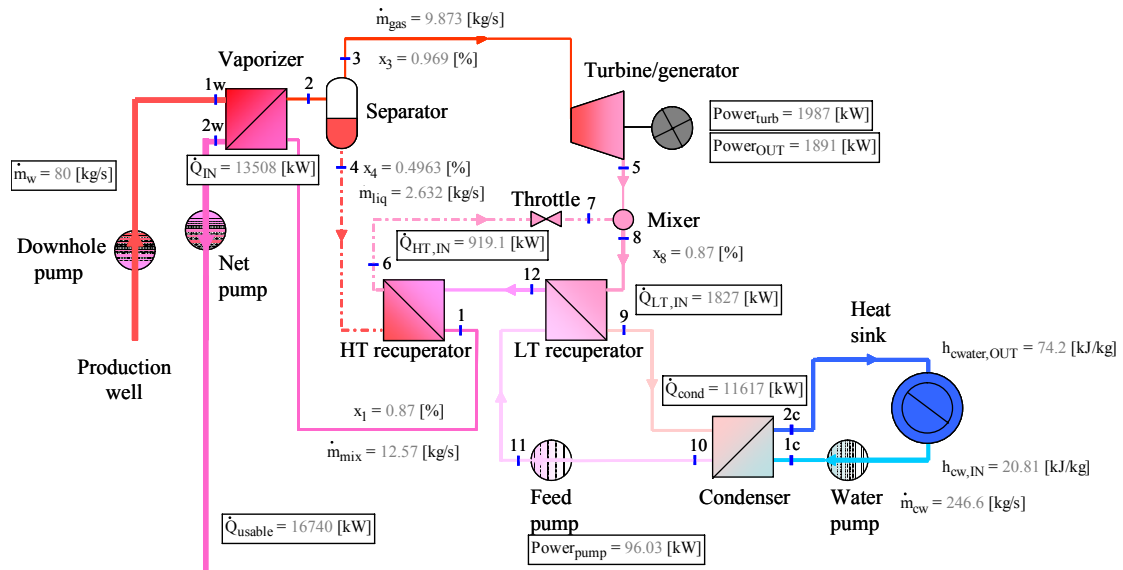 ṁgas = 9.873 [kg/s]
3
x3 = 0.969 [%]
Vaporizer
1w
2
2w
Separator
Turbine/generator
Powerturb = 1987 [kW]
PowerOUT = 1891 [kW]
ṁw = 80 [kg/s]
Q̇IN = 13508 [kW]
4
x4 = 0.4963 [%]
ṁliq = 2.632 [kg/s]
5
Throttle
7
Mixer
Downhole
pump
Net
pump
Q̇HT,IN = 919.1 [kW]
8
x8 = 0.87 [%]
6
12
Q̇LT,IN = 1827 [kW]
1
9
HT recuperator
LT recuperator
Heat
sink
hcwater,OUT = 74.2 [kJ/kg]
Production
well
Q̇cond = 11617 [kW]
x1 = 0.87 [%]
2c
ṁmix = 12.57 [kg/s]
11
10
1c
hcw,IN = 20.81 [kJ/kg]
Feed
pump
Condenser
Water
pump
ṁcw = 246.6 [kg/s]
Q̇usable = 16740 [kW]
Powerpump = 96.03 [kW]